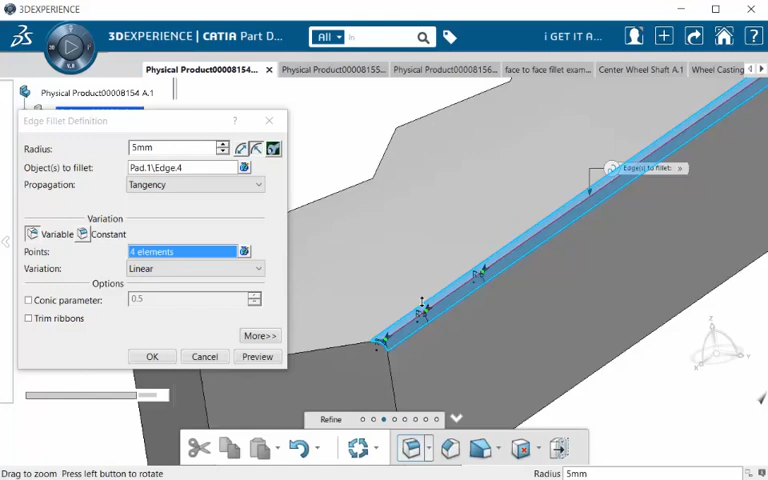 3DEXPERIENCE
3DEXPERIENCE | CATIA Part D... All in i GET IT A...
V.R
Physical Product00008154... Physical Product00008155... Physical Product00008156... face to face fillet exam... Center Wheel Shaft A.1 Wheel Casting
Physical Product00008154 A.1
Edge Fillet Definition ?
Radius: 5mm
Object(s) to fillet: Pad.1\Edge.4
Propagation: Tangency
Variation
Variable Constant
Points: 4 elements
Variation: Linear
Options
Conic parameter: 0.5
Trim ribbons
More>>
OK Cancel Preview
Edge(s) to fillet: »
Z
X
Refine
Drag to zoom Press left button to rotate Radius 5mm